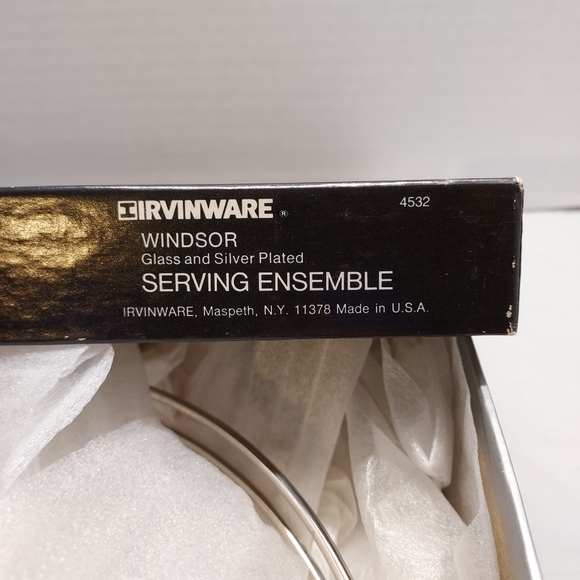 IRVINWARE ® 4532
WINDSOR
Glass and Silver Plated
SERVING ENSEMBLE
IRVINWARE, Maspeth, N.Y. 11378 Made in U.S.A.